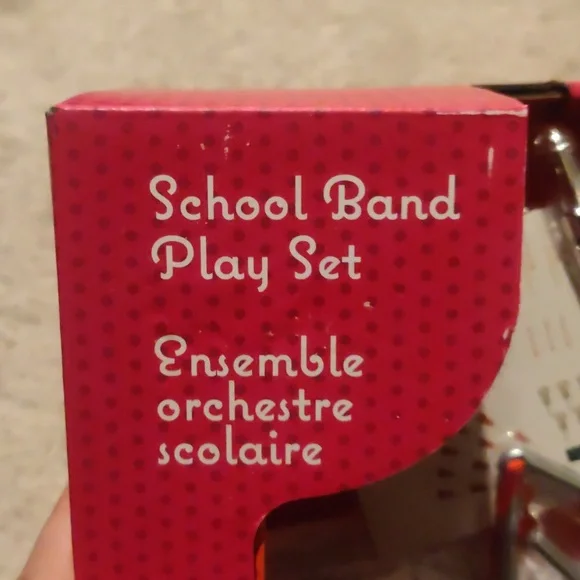 School Band
Play Set
Ensemble
orchestre
scolaire